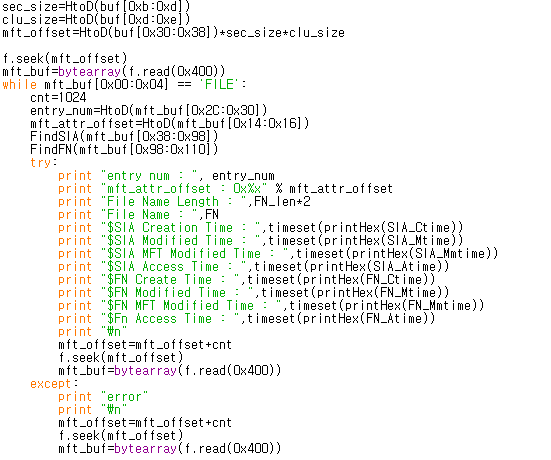 sec_size=HtoD(buf[0xb:0xd])
clu_size=HtoD(buf[0xd:0xe])
mft_offset=HtoD(buf[0x30:0x38])*sec_size*clu_size

f.seek(mft_offset)
mft_buf=bytearray(f.read(0x400))
while mft_buf[0x00:0x04] == 'FILE':
    cnt=1024
    entry_num=HtoD(mft_buf[0x2C:0x30])
    mft_attr_offset=HtoD(mft_buf[0x14:0x16])
    FindSIA(mft_buf[0x38:0x98])
    FindFN(mft_buf[0x98:0x110])
    try:
        print "entry num : ", entry_num
        print "mft_attr_offset : 0x%x" % mft_attr_offset
        print "File Name Length : ",FN_len*2
        print "File Name : ",FN
        print "$SIA Creation Time : ",timeset(printHex(SIA_Ctime))
        print "$SIA Modified Time : ",timeset(printHex(SIA_Mtime))
        print "$SIA MFT Modified Time : ",timeset(printHex(SIA_Mmtime))
        print "$SIA Access Time : ",timeset(printHex(SIA_Atime))
        print "$FN Create Time : ",timeset(printHex(FN_Ctime))
        print "$FN Modified Time : ",timeset(printHex(FN_Mtime))
        print "$FN MFT Modified Time : ",timeset(printHex(FN_Mmtime))
        print "$Fn Access Time : ",timeset(printHex(FN_Atime))
        print "₩n"
        mft_offset=mft_offset+cnt
        f.seek(mft_offset)
        mft_buf=bytearray(f.read(0x400))
    except:
        print "error"
        print "₩n"
        mft_offset=mft_offset+cnt
        f.seek(mft_offset)
        mft_buf=bytearray(f.read(0x400))